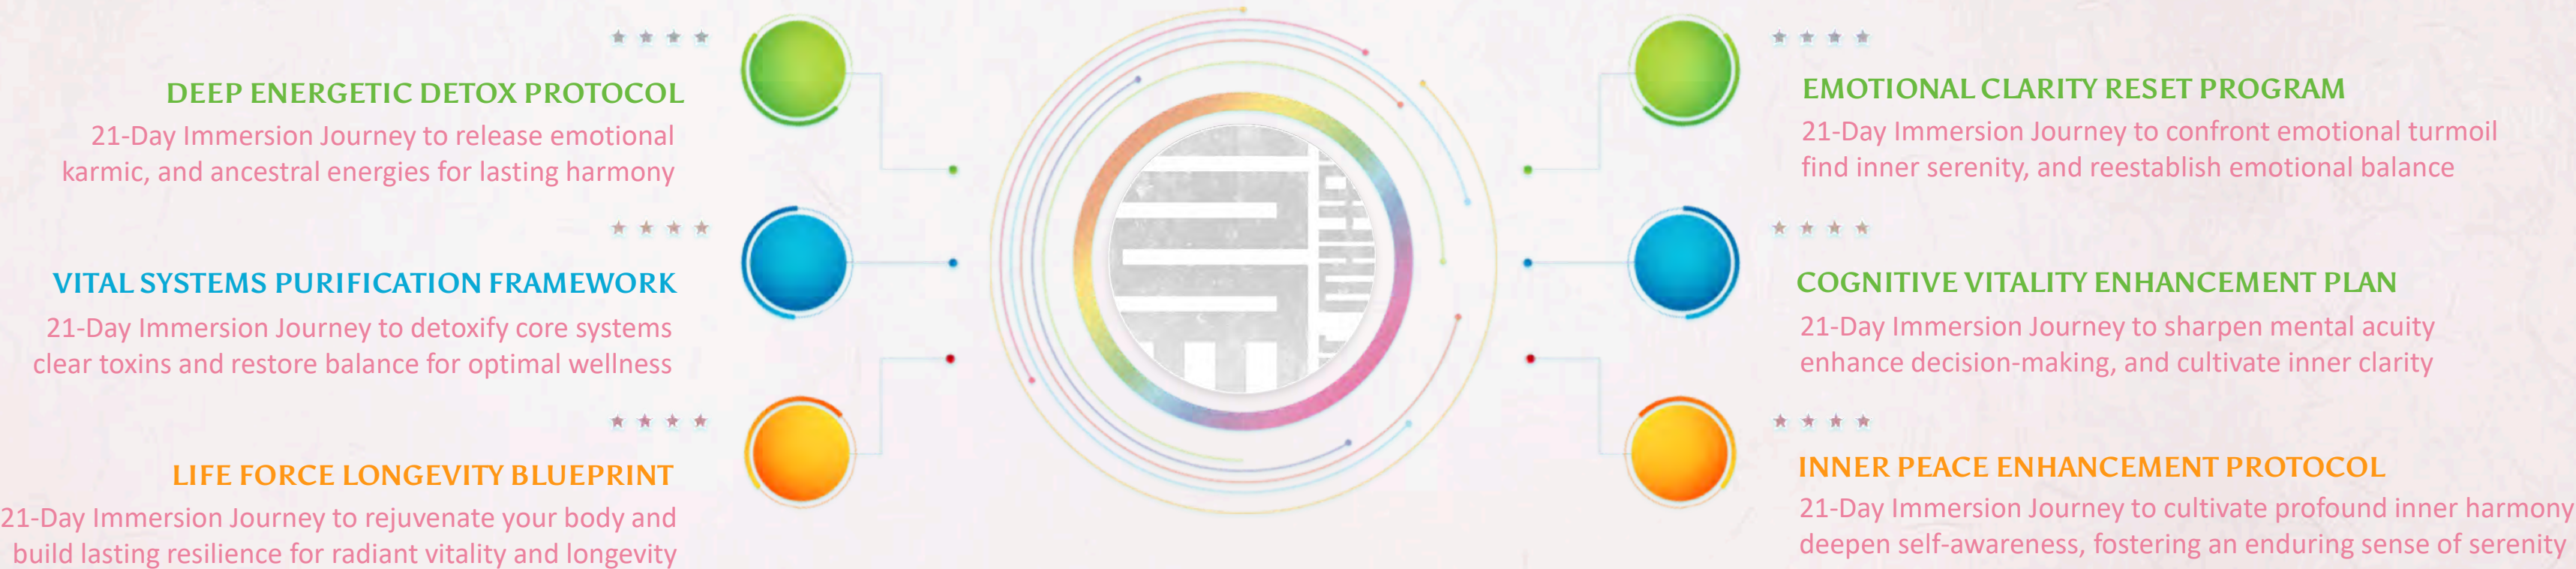 DEEP ENERGETIC DETOX PROTOCOL
21-Day Immersion Journey to release emotional
karmic, and ancestral energies for lasting harmony
VITAL SYSTEMS PURIFICATION FRAMEWORK
21-Day Immersion Journey to detoxify core systems
clear toxins and restore balance for optimal wellness
LIFE FORCE LONGEVITY BLUEPRINT
21-Day Immersion Journey to rejuvenate your body and
build lasting resilience for radiant vitality and longevity
EMOTIONAL CLARITY RESET PROGRAM
21-Day Immersion Journey to confront emotional turmoil
find inner serenity, and reestablish emotional balance
COGNITIVE VITALITY ENHANCEMENT PLAN
21-Day Immersion Journey to sharpen mental acuity
enhance decision-making, and cultivate inner clarity
INNER PEACE ENHANCEMENT PROTOCOL
21-Day Immersion Journey to cultivate profound inner harmony
deepen self-awareness, fostering an enduring sense of serenity